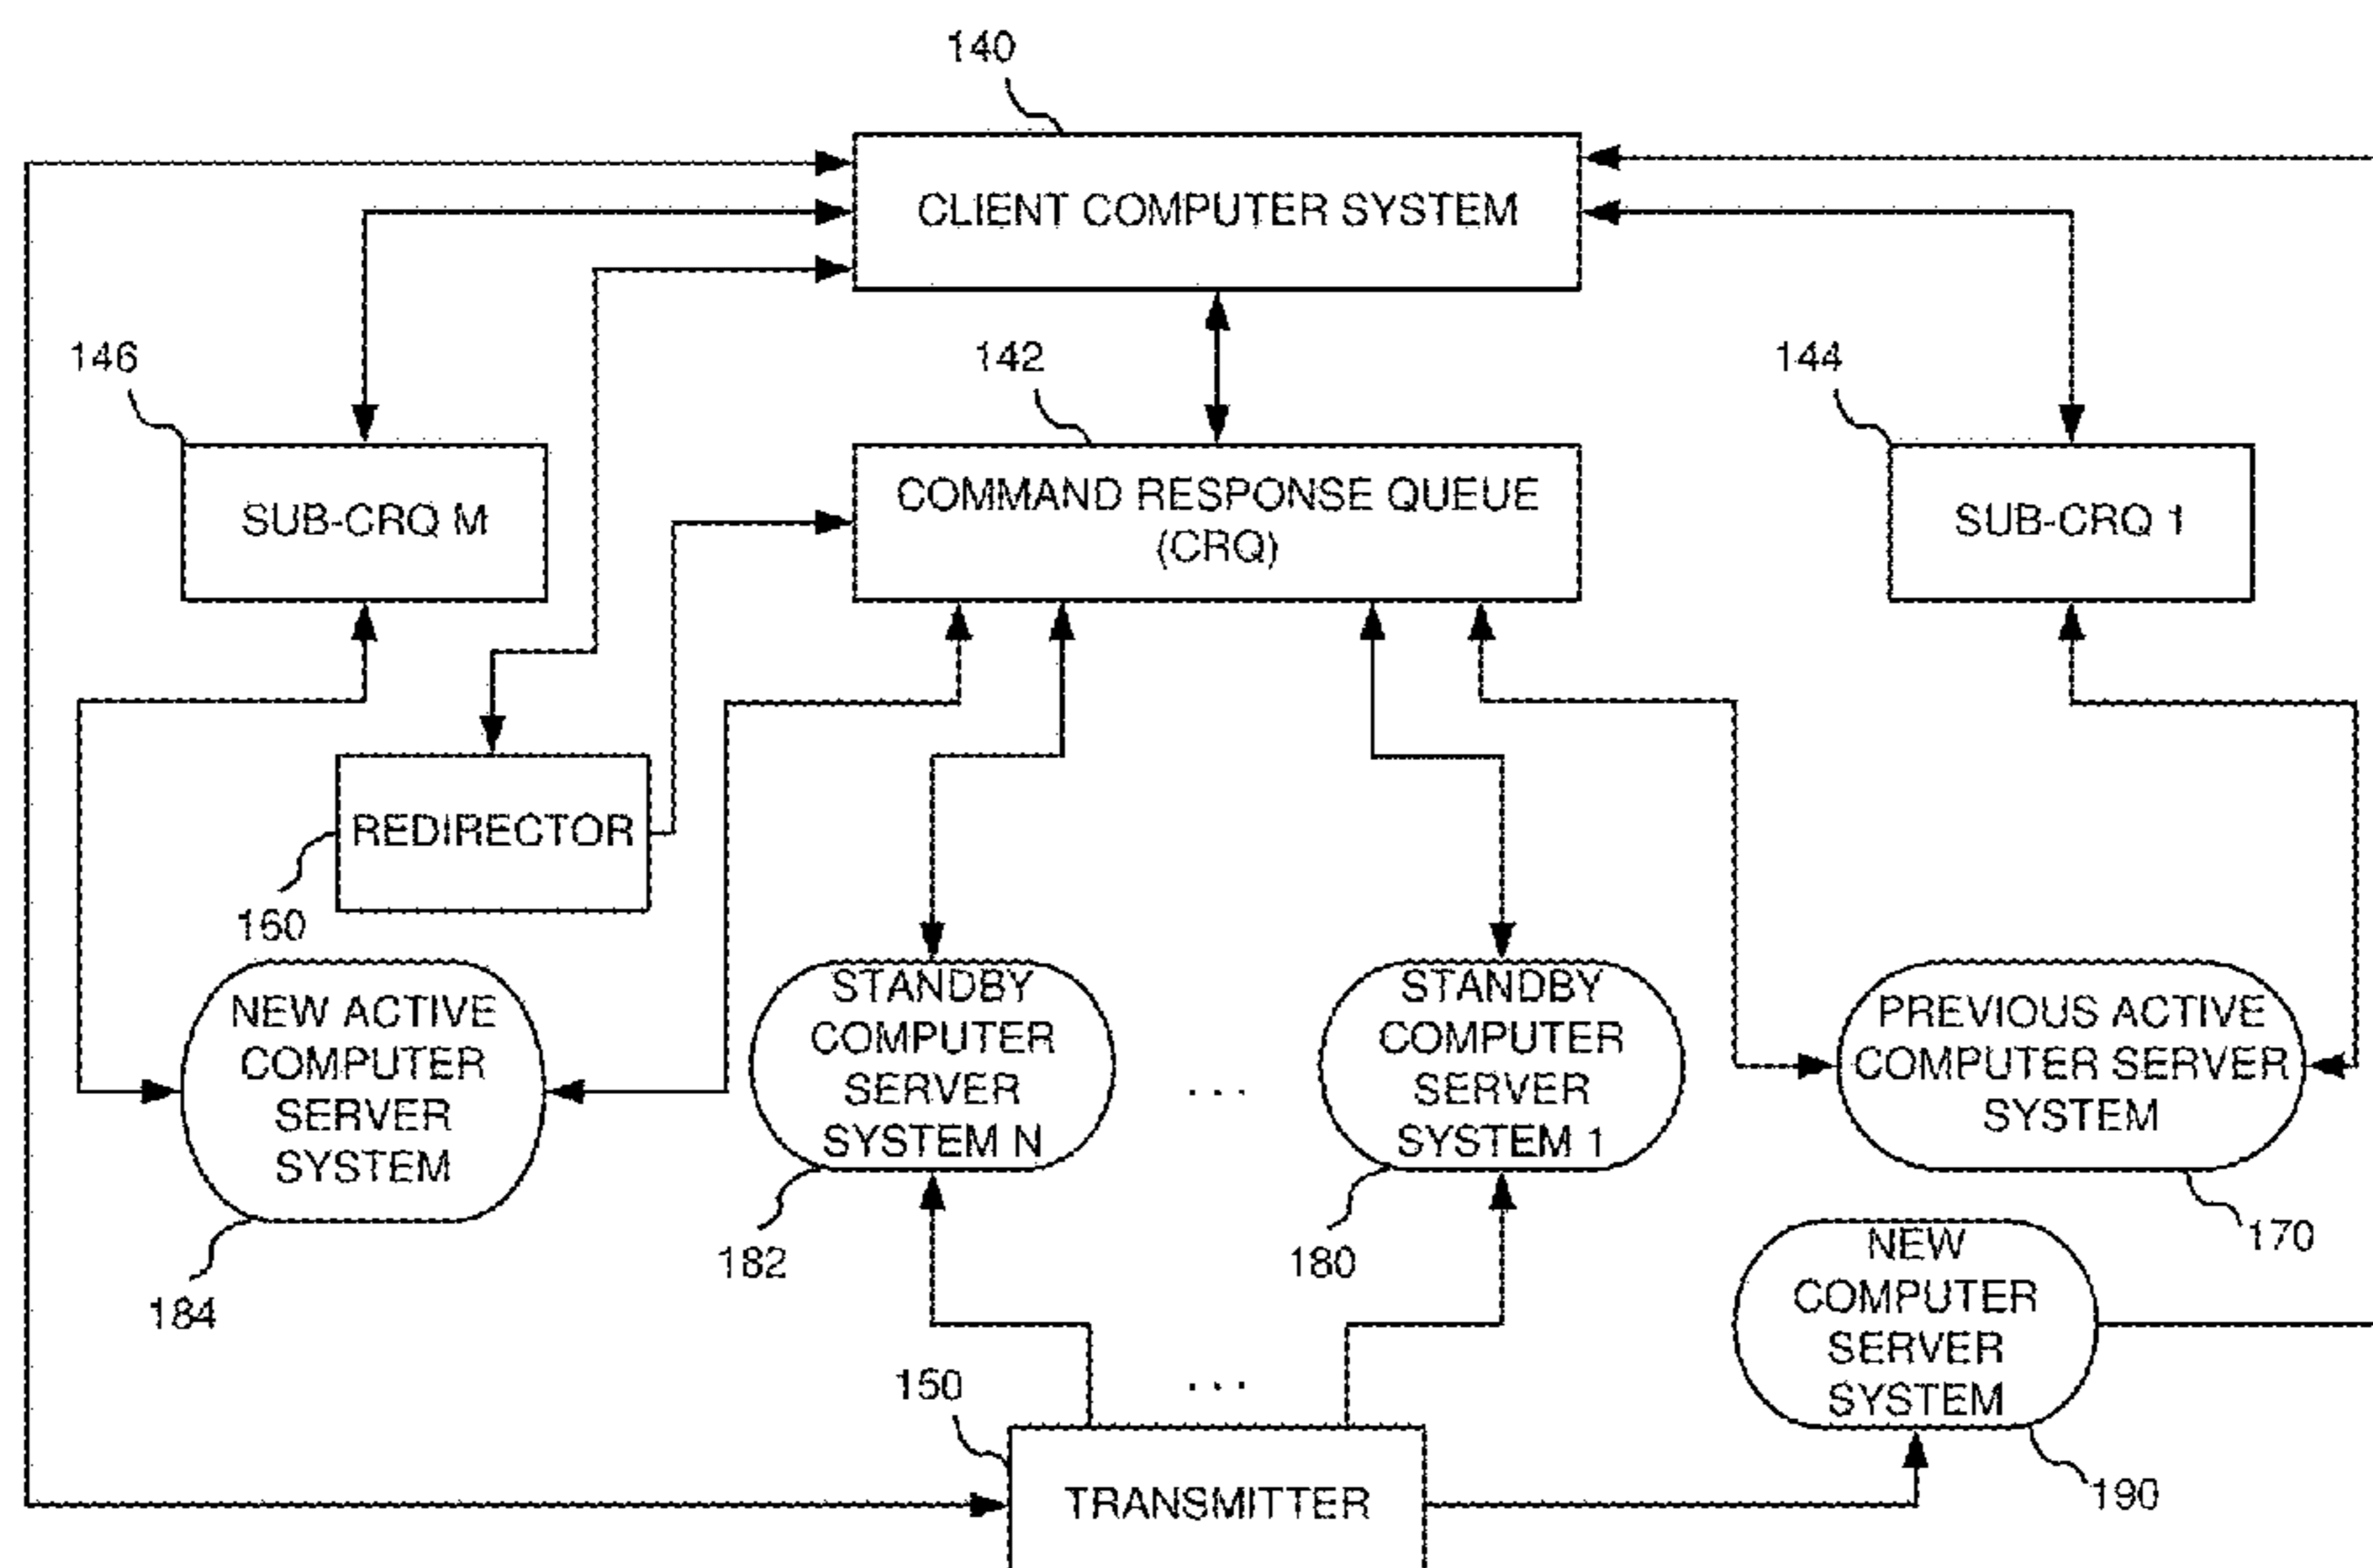 140
CLIENT COMPUTER SYSTEM
146
142
144
SUB-CRQ M
COMMAND RESPONSE QUEUE
(CRQ)
SUB-CRQ 1
REDIRECTOR
160
NEW ACTIVE
COMPUTER
SERVER
SYSTEM
STANDBY
COMPUTER
SERVER
SYSTEM N
...
STANDBY
COMPUTER
SERVER
SYSTEM 1
PREVIOUS ACTIVE
COMPUTER SERVER
SYSTEM
184
182
180
170
NEW
COMPUTER
SERVER
SYSTEM
150
...
TRANSMITTER
190